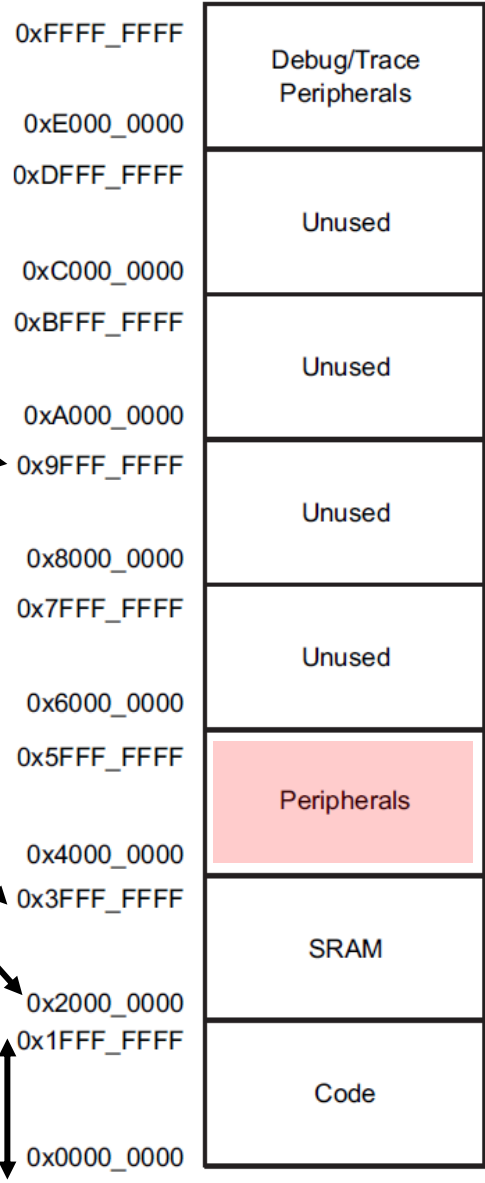 0xFFFF_FFFF
Debug/Trace
Peripherals
0xE000_0000
0xDFFF_FFFF
Unused
0xC000_0000
0xBFFF_FFFF
Unused
0xA000_0000
0x9FFF_FFFF
Unused
0x8000_0000
0x7FFF_FFFF
Unused
0x6000_0000
0x5FFF_FFFF
Peripherals
0x4000_0000
0x3FFF_FFFF
SRAM
0x2000_0000
0x1FFF_FFFF
Code
0x0000_0000